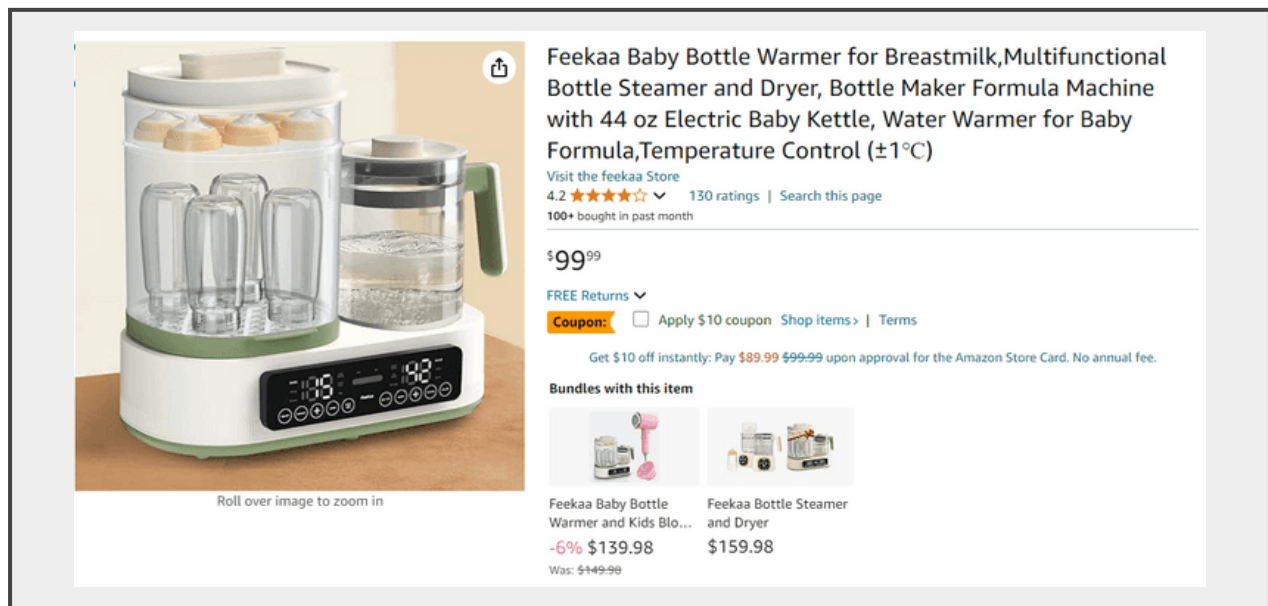 Feekaa Baby Bottle Warmer for Breastmilk,Multifunctional
Bottle Steamer and Dryer, Bottle Maker Formula Machine
with 44 oz Electric Baby Kettle, Water Warmer for Baby
Formula,Temperature Control (±1℃)
Visit the feekaa Store
4.2 130 ratings | Search this page
100+ bought in past month
$99.99
FREE Returns
Coupon: Apply $10 coupon Shop items> | Terms
Get $10 off instantly: Pay $89.99 $99.99 upon approval for the Amazon Store Card. No annual fee.
Bundles with this item
Feekaa Baby Bottle
Warmer and Kids Blo...
-6% $139.98
Was: $149.98
Feekaa Bottle Steamer
and Dryer
$159.98
Roll over image to zoom in